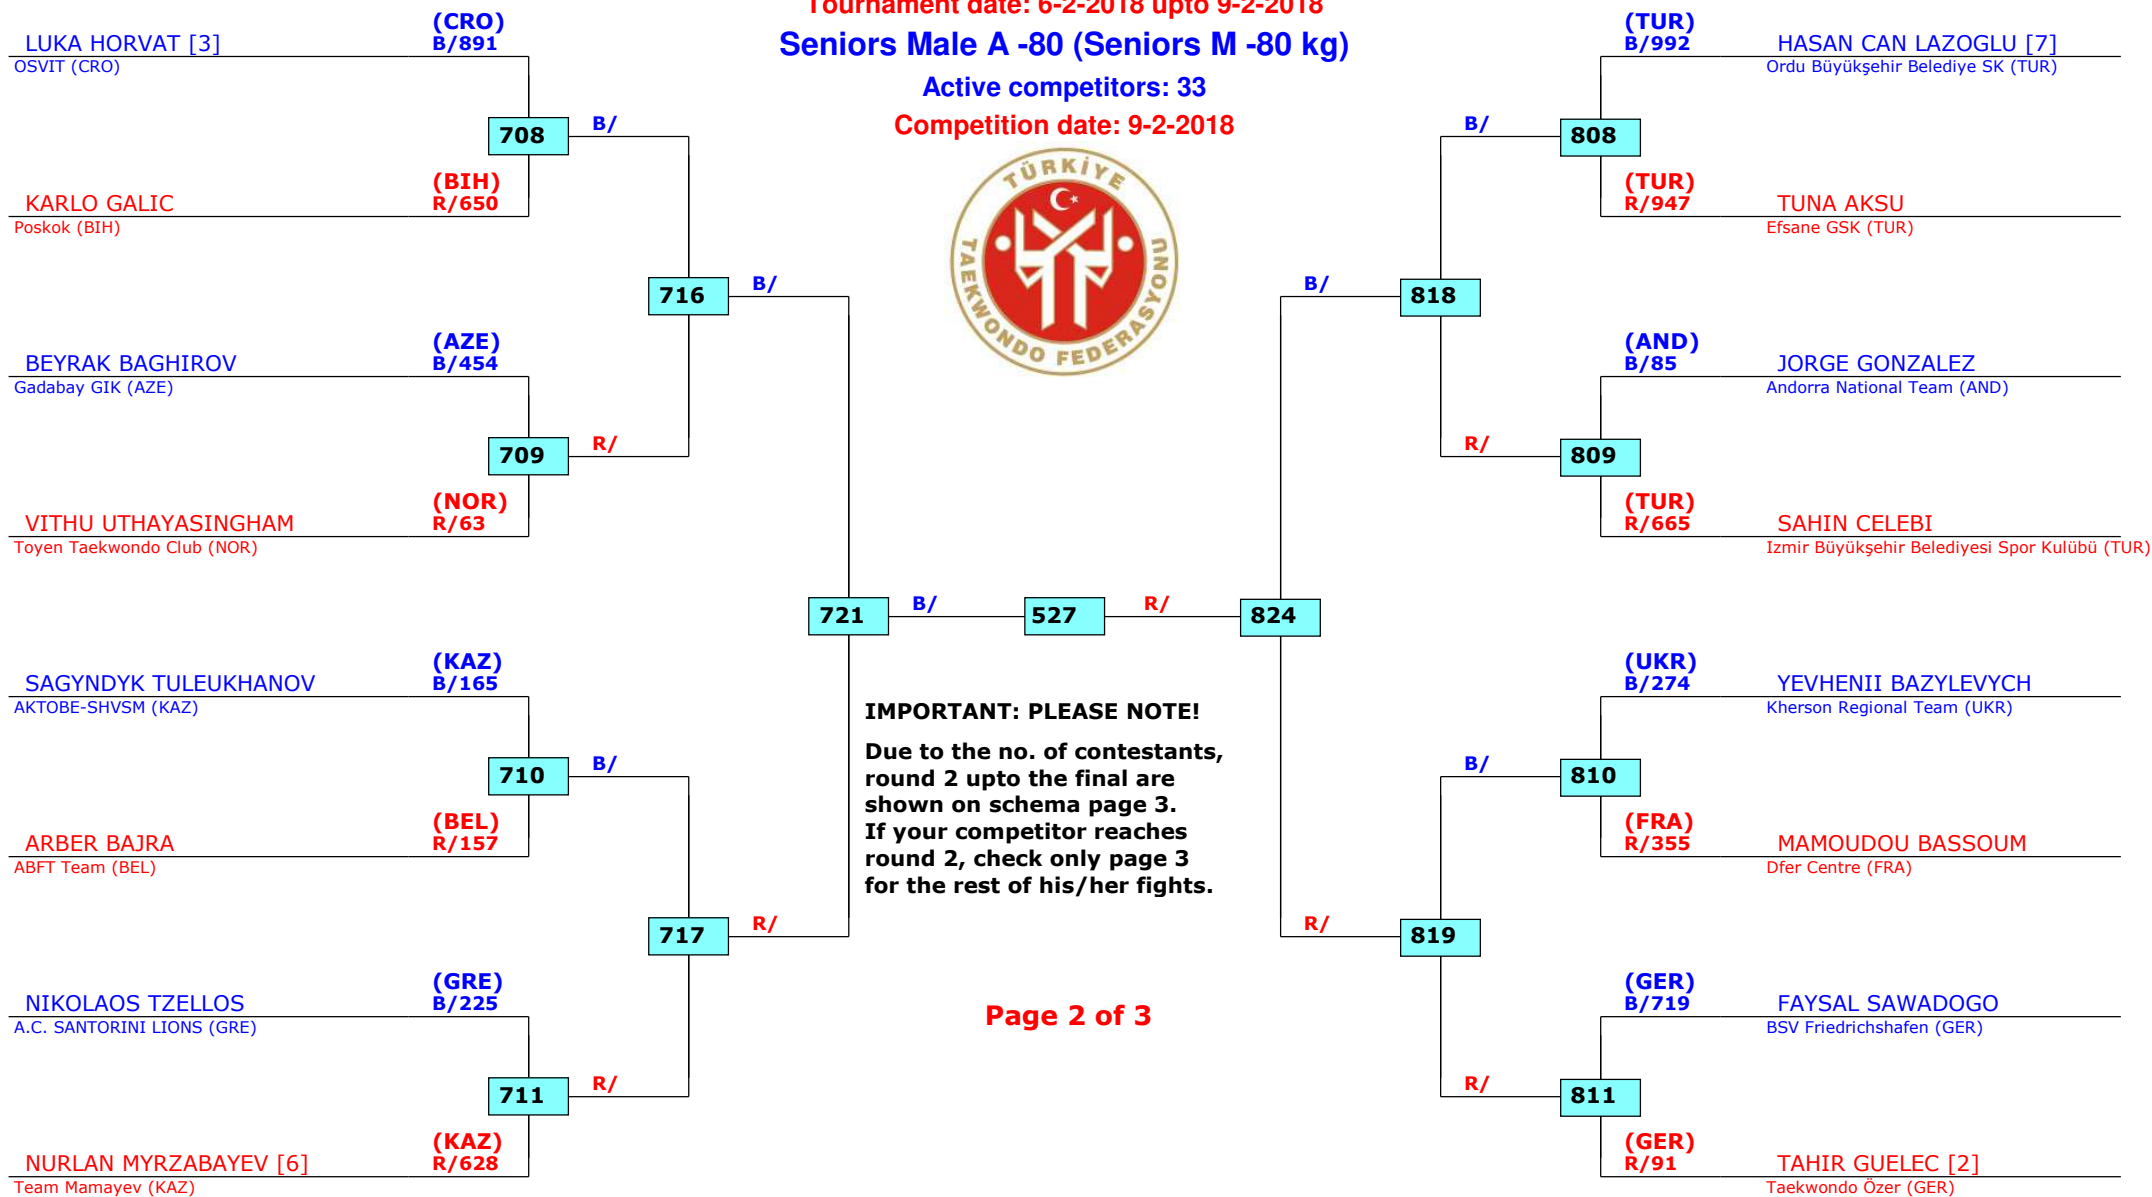 Tournament date: 6-2-2018 upto 9-2-2018
Seniors Male A -80 (Seniors M -80 kg)
Active competitors: 33
Competition date: 9-2-2018
TÜRKİYE
TAEKWONDO FEDERASYONU
(CRO)
LUKA HORVAT [3] B/891
OSVIT (CRO)
708 B/
(BIH)
KARLO GALIC R/650
Poskok (BIH)
716 B/
(AZE)
BEYRAK BAGHIROV B/454
Gadabay GIK (AZE)
709 R/
(NOR)
VITHU UTHAYASINGHAM R/63
Toyen Taekwondo Club (NOR)
721 B/ 527 R/ 824
(KAZ)
SAGYNDYK TULEUKHANOV B/165
AKTOBE-SHVSM (KAZ)
710 B/
(BEL)
ARBER BAJRA R/157
ABFT Team (BEL)
717 R/
(GRE)
NIKOLAOS TZELLOS B/225
A.C. SANTORINI LIONS (GRE)
711 R/
(KAZ)
NURLAN MYRZABAYEV [6] R/628
Team Mamayev (KAZ)
IMPORTANT: PLEASE NOTE!
Due to the no. of contestants,
round 2 upto the final are
shown on schema page 3.
If your competitor reaches
round 2, check only page 3
for the rest of his/her fights.
Page 2 of 3
(TUR)
B/992 HASAN CAN LAZOGLU [7]
Ordu Büyükşehir Belediye SK (TUR)
B/ 808
(TUR)
R/947 TUNA AKSU
Efsane GSK (TUR)
B/ 818
(AND)
B/85 JORGE GONZALEZ
Andorra National Team (AND)
R/ 809
(TUR)
R/665 SAHIN CELEBI
Izmir Büyükşehir Belediyesi Spor Kulübü (TUR)
(UKR)
B/274 YEVHENII BAZYLEVYCH
Kherson Regional Team (UKR)
B/ 810
(FRA)
R/355 MAMOUDOU BASSOUM
Dfer Centre (FRA)
R/ 819
(GER)
B/719 FAYSAL SAWADOGO
BSV Friedrichshafen (GER)
R/ 811
(GER)
R/91 TAHIR GUELEC [2]
Taekwondo Özer (GER)